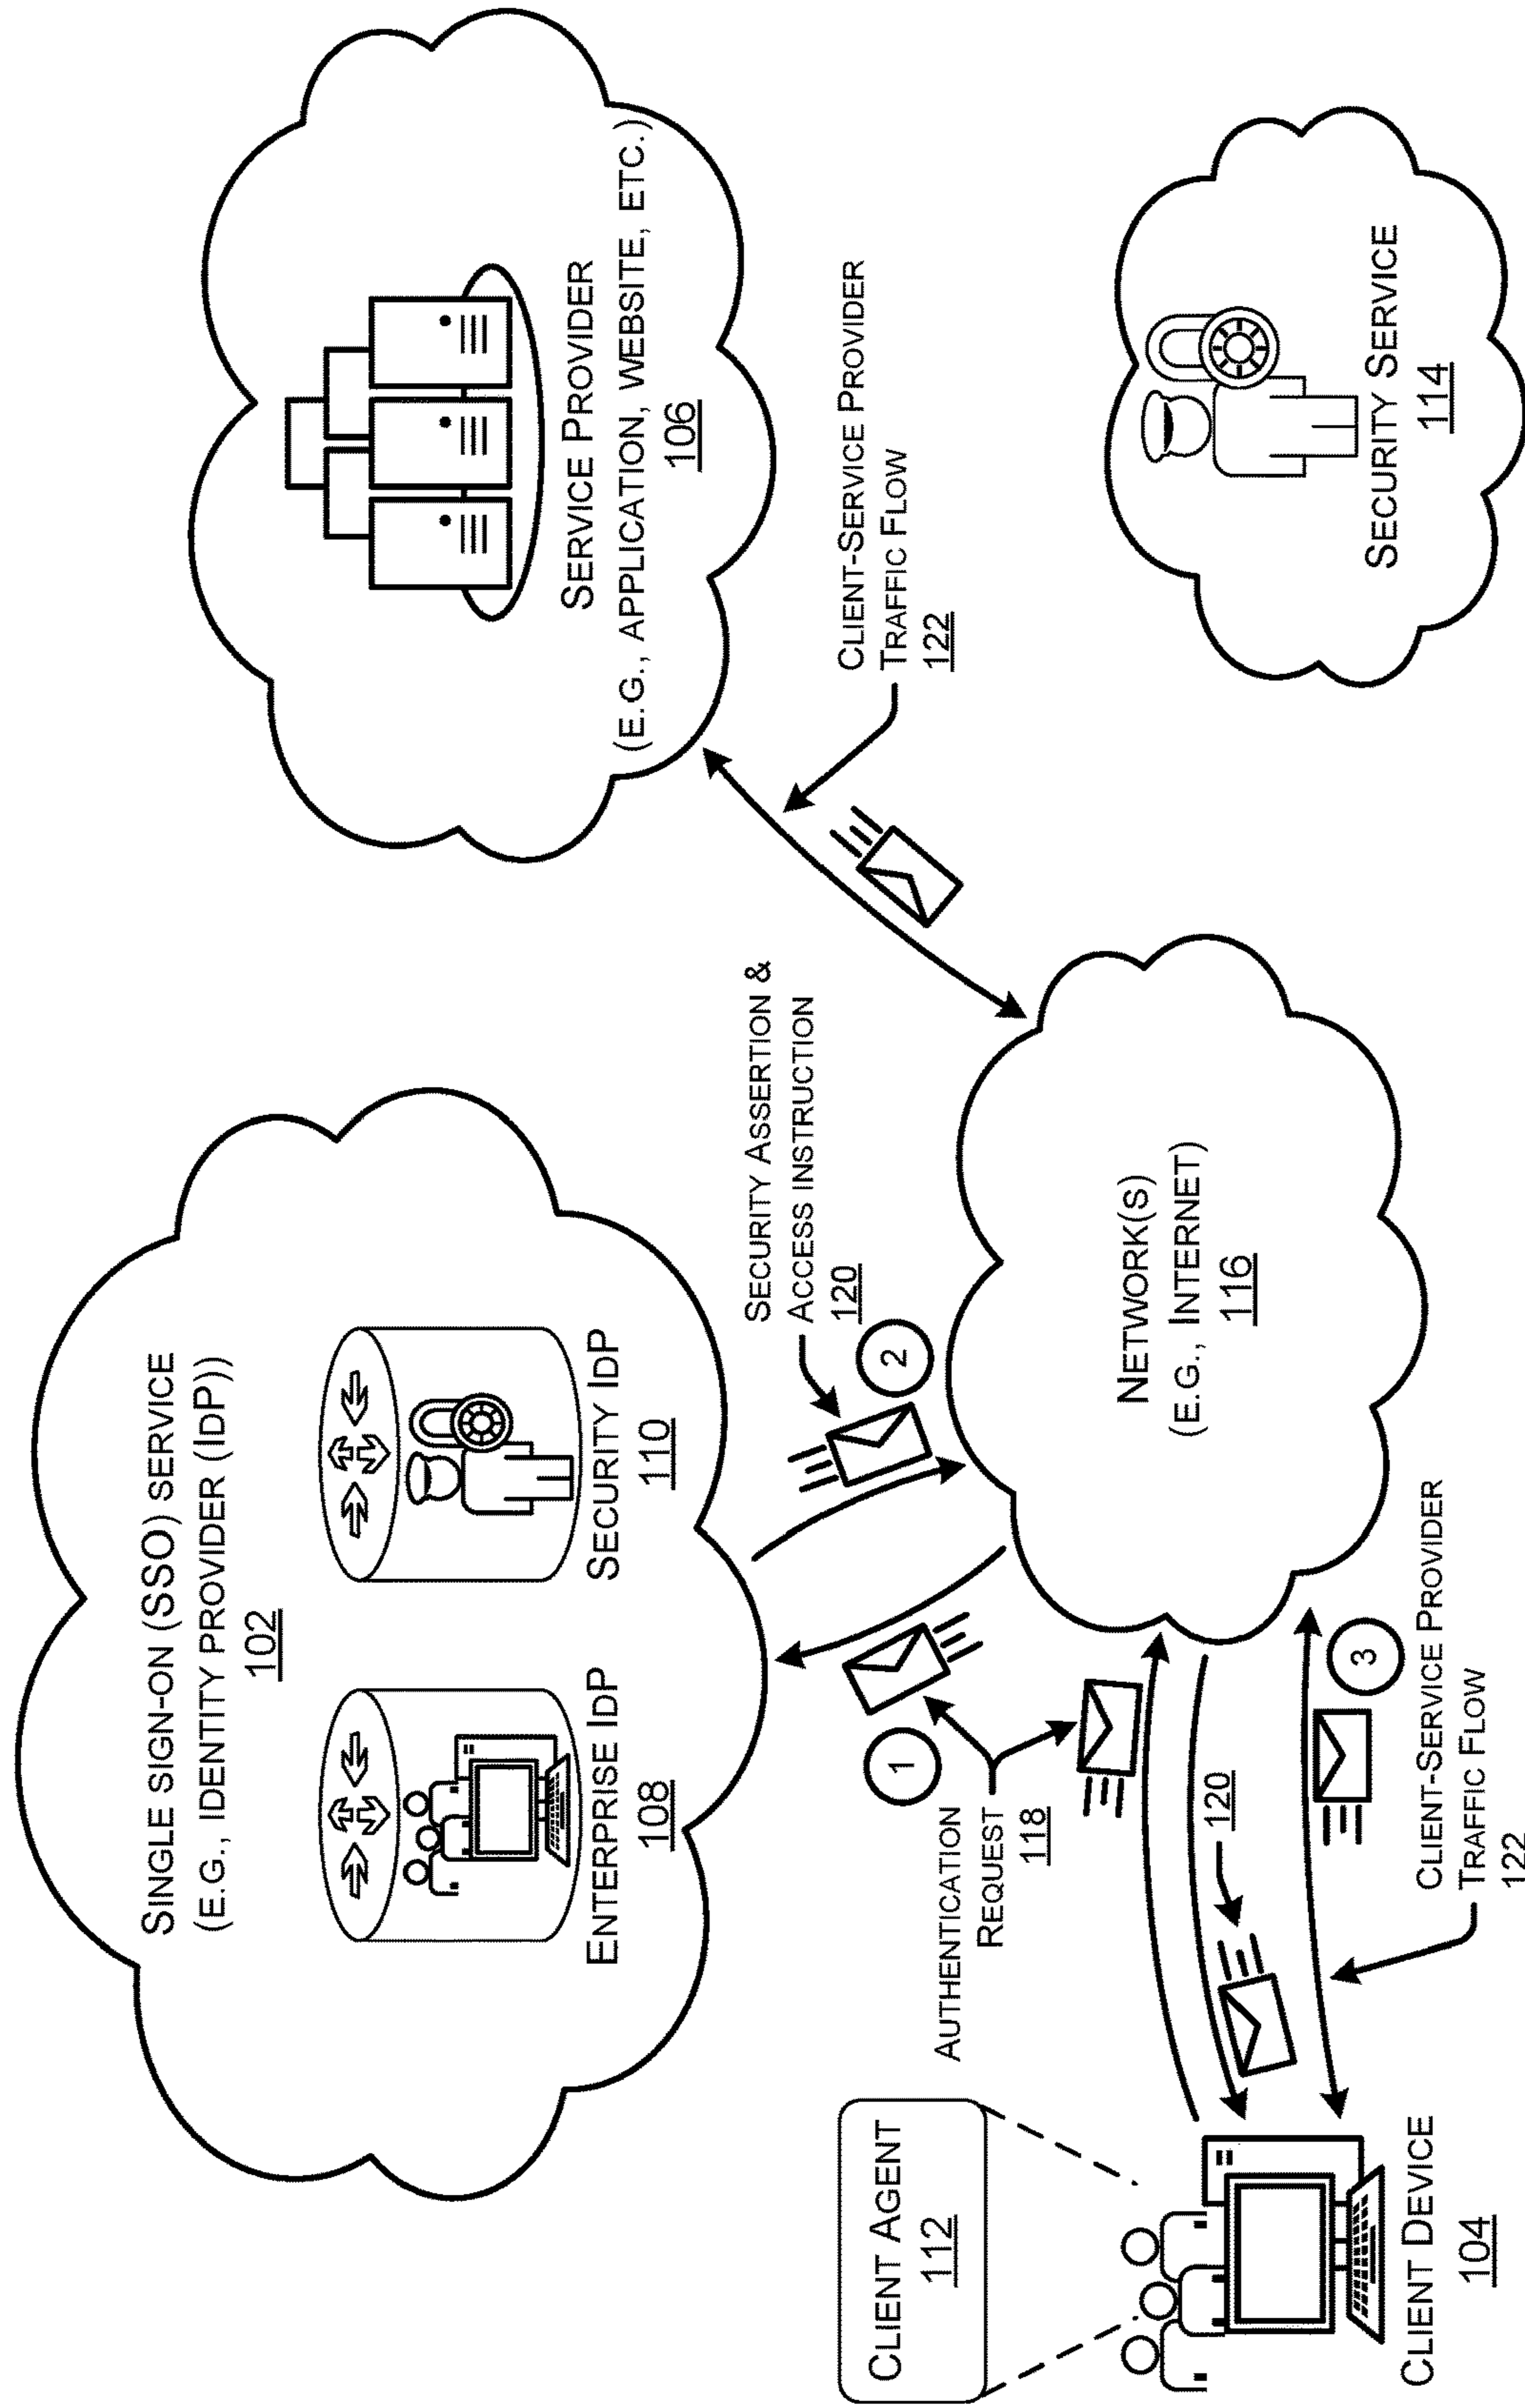 SINGLE SIGN-ON (SSO) SERVICE
(E.G., IDENTITY PROVIDER (IDP))
102
ENTERPRISE IDP
108
SECURITY IDP
110
SERVICE PROVIDER
(E.G., APPLICATION, WEBSITE, ETC.)
106
SECURITY ASSERTION &
ACCESS INSTRUCTION
120
2
CLIENT-SERVICE PROVIDER
TRAFFIC FLOW
122
1
AUTHENTICATION
REQUEST
118
CLIENT AGENT
112
NETWORK(S)
(E.G., INTERNET)
116
120
3
CLIENT-SERVICE PROVIDER
TRAFFIC FLOW
122
CLIENT DEVICE
104
SECURITY SERVICE
114